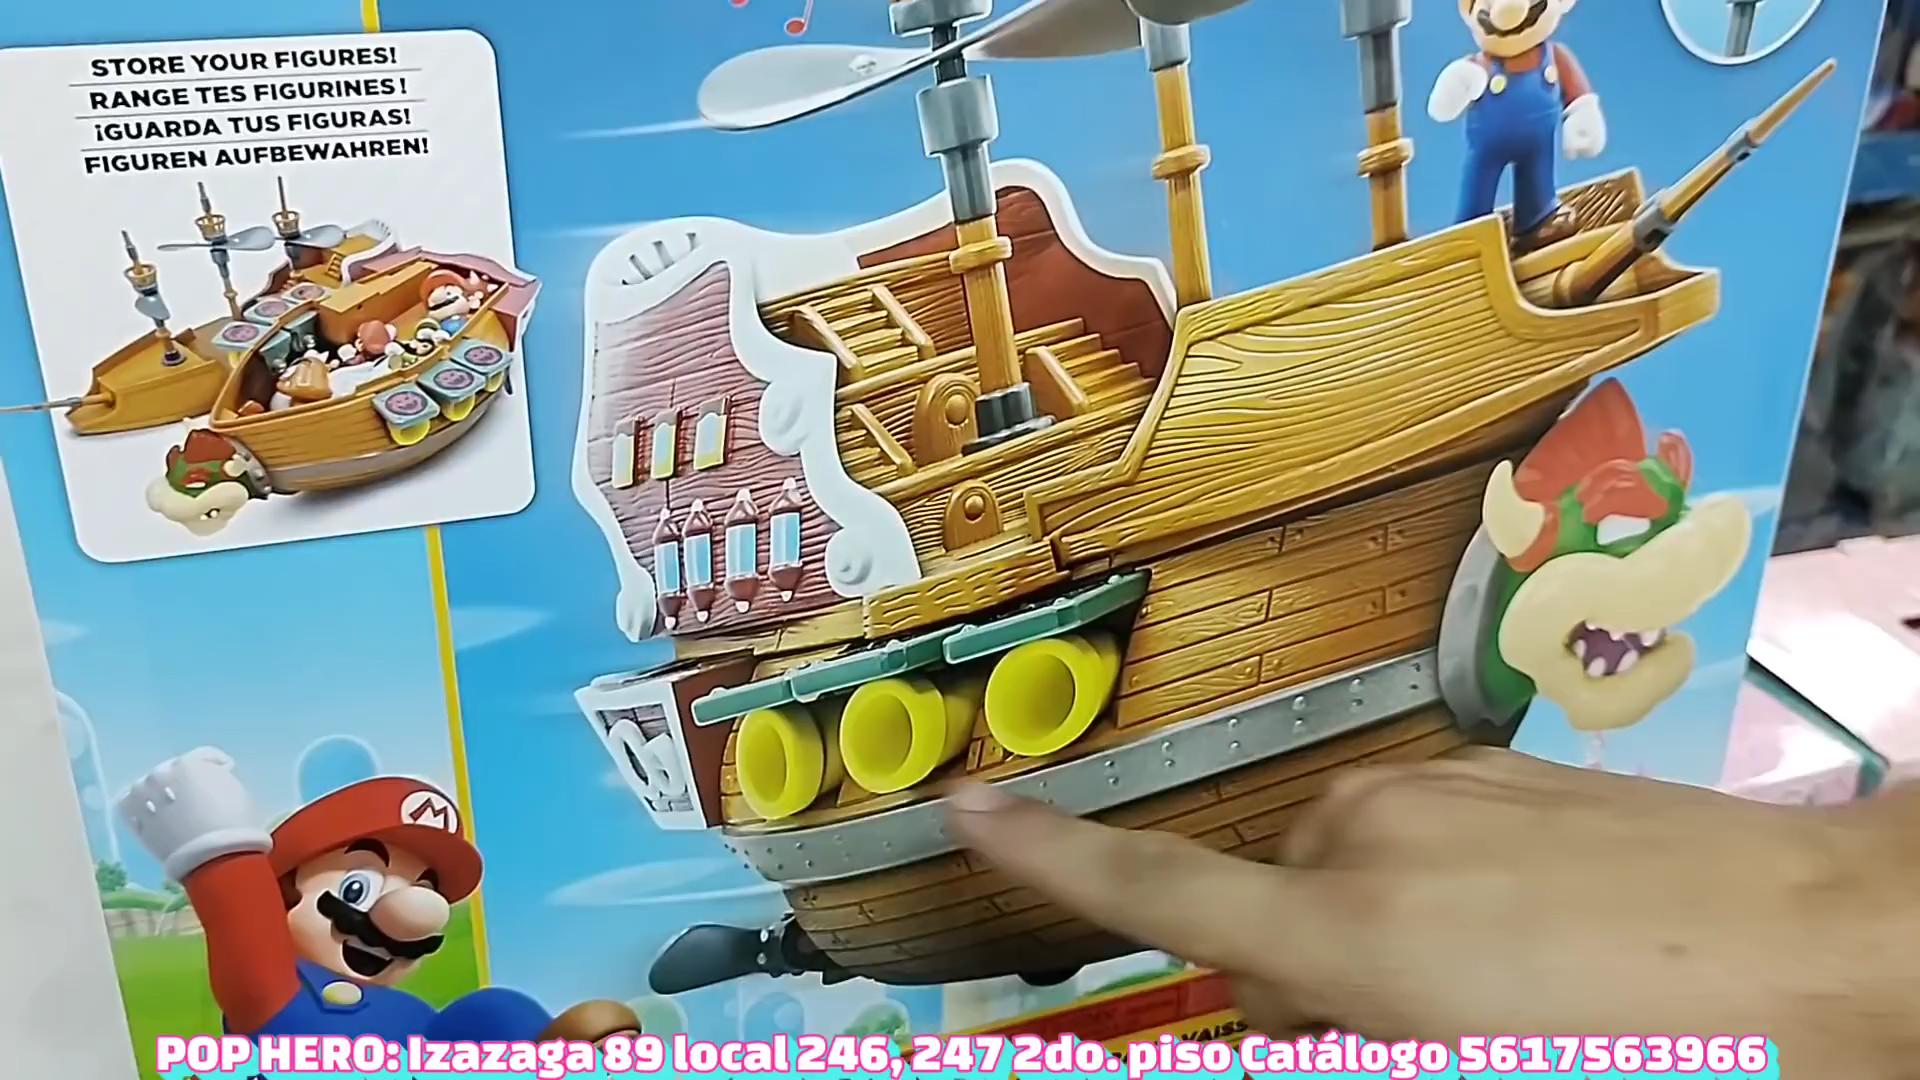 STORE YOUR FIGURES!
RANGE TES FIGURINES!
¡GUARDA TUS FIGURAS!
FIGUREN AUFBEWAHREN!
M
POP HERO: Izazaga 89 local 246, 247 2do. piso Catálogo 5617563966